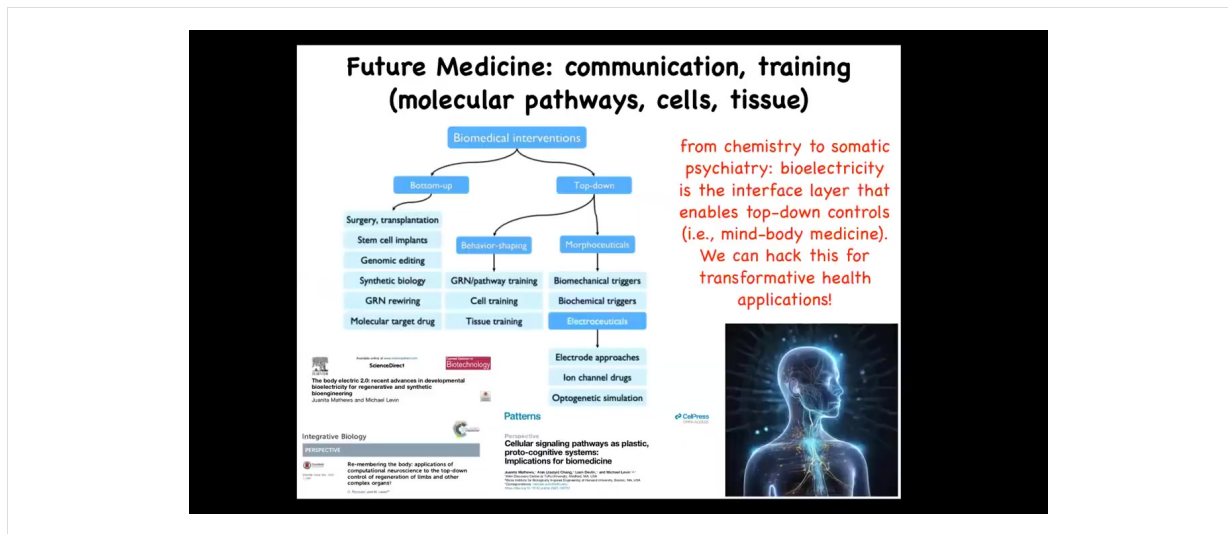 Future Medicine: communication, training
(molecular pathways, cells, tissue)
Biomedical interventions
Bottom-up
Top-down
Surgery, transplantation
Stem cell implants
Genomic editing
Synthetic biology
GRN rewiring
Molecular target drug
Behavior-shaping
GRN/pathway training
Cell training
Tissue training
Morphoceuticals
Biomechanical triggers
Biochemical triggers
Electroceuticals
Electrode approaches
Ion channel drugs
Optogenetic simulation
from chemistry to somatic
psychiatry: bioelectricity
is the interface layer that
enables top-down controls
(i.e., mind-body medicine).
We can hack this for
transformative health
applications!
ScienceDirect
Biotechnology
The body electric 2.0: recent advances in developmental
bioelectricity for regenerative and synthetic
bioengineering
Juanita Mathews and Michael Levin
Integrative Biology
PERSPECTIVE
Re-membering the body: applications of
computational neuroscience to the top-down
control of regeneration of limbs and other
complex organs†
Patterns
CelPress
Perspective
Cellular signaling pathways as plastic,
proto-cognitive systems:
Implications for biomedicine